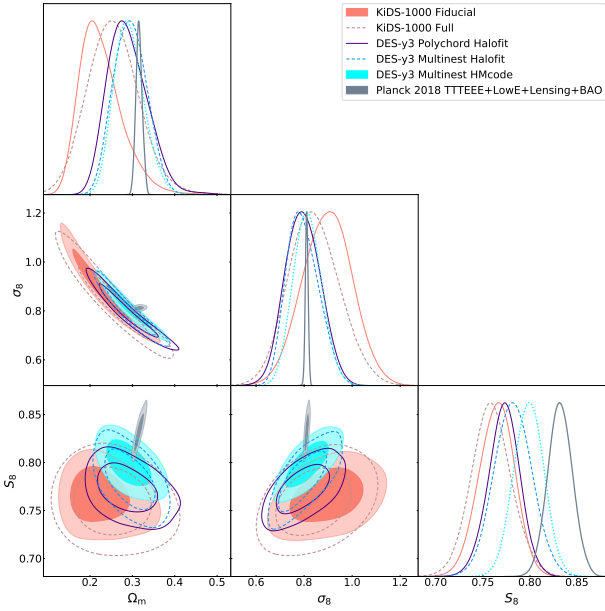 KiDS-1000 Fiducial
KiDS-1000 Full
DES-y3 Polychord Halofit
DES-y3 Multinest Halofit
DES-y3 Multinest HMcode
Planck 2018 TTTEEE+LowE+Lensing+BAO
1.2
1.0
0.8
0.6
σ₈
0.85
0.80
0.75
0.70
S₈
0.2 0.3 0.4 0.5
0.6 0.8 1.0 1.2
0.70 0.75 0.80 0.85
Ωₘ σ₈ S₈